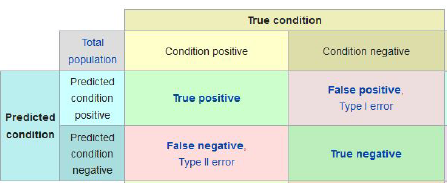 True condition
Total
population
Condition positive
Condition negative
Predicted
condition
Predicted
condition
positive
True positive
False positive,
Type I error
Predicted
condition
negative
False negative,
Type II error
True negative